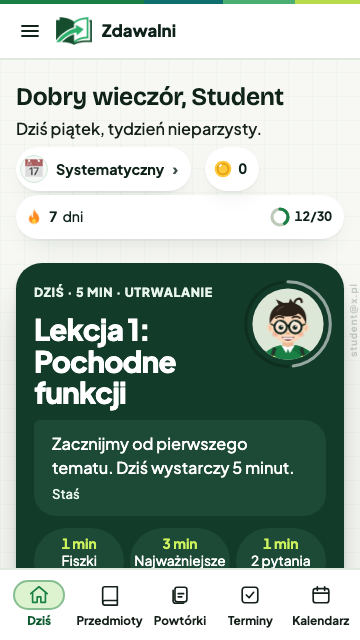 Zdawalni
Dobry wieczór, Student
Dziś piątek, tydzień nieparzysty.
17
Systematyczny ›
0
7 dni
12/30
DZIŚ · 5 MIN · UTRWALANIE
Lekcja 1:
Pochodne
funkcji
Zacznijmy od pierwszego
tematu. Dziś wystarczy 5 minut.
Staś
1 min
Fiszki
3 min
Najważniejsze
1 min
2 pytania
student@x.pl
Dziś
Przedmioty
Powtórki
Terminy
Kalendarz